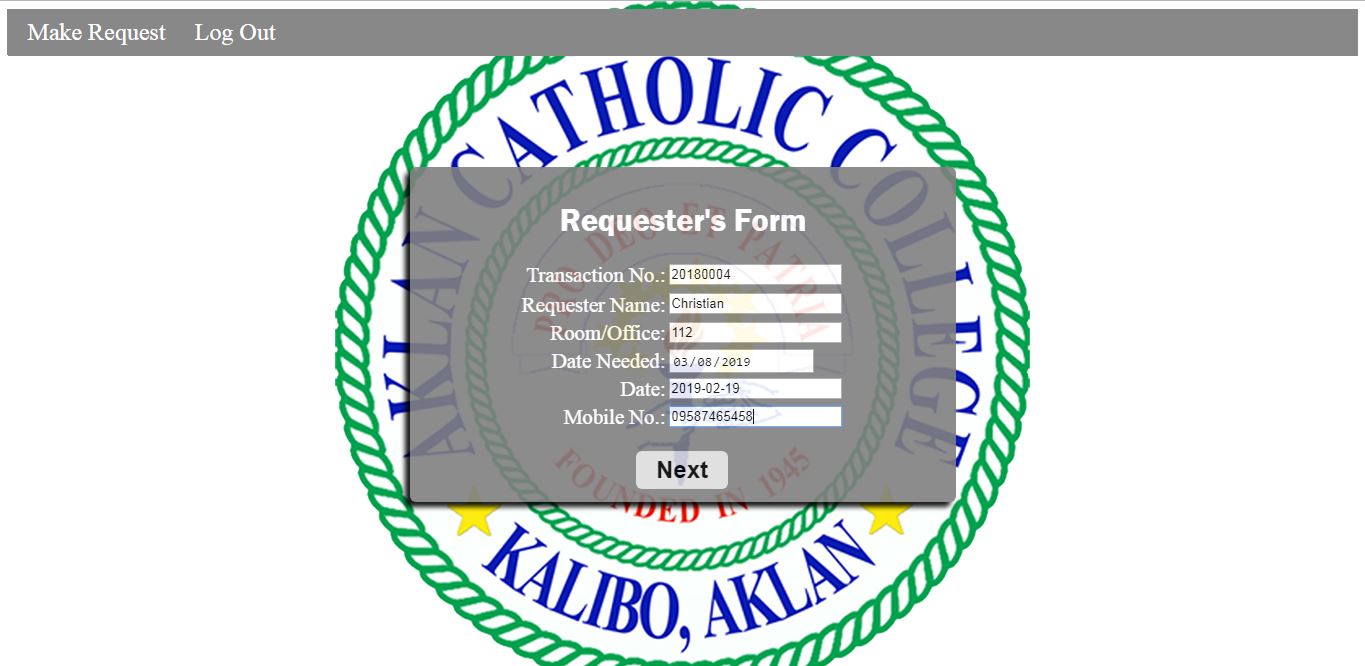 Make Request Log Out
AKLAN CATHOLIC COLLEGE
PRO DEO ET PATRIA
Requester's Form
Transaction No.: 20180004
Requester Name: Christian
Room/Office: 112
Date Needed: 03/08/2019
Date: 2019-02-19
Mobile No.: 09587465458
Next
FOUNDED IN 1945
KALIBO, AKLAN